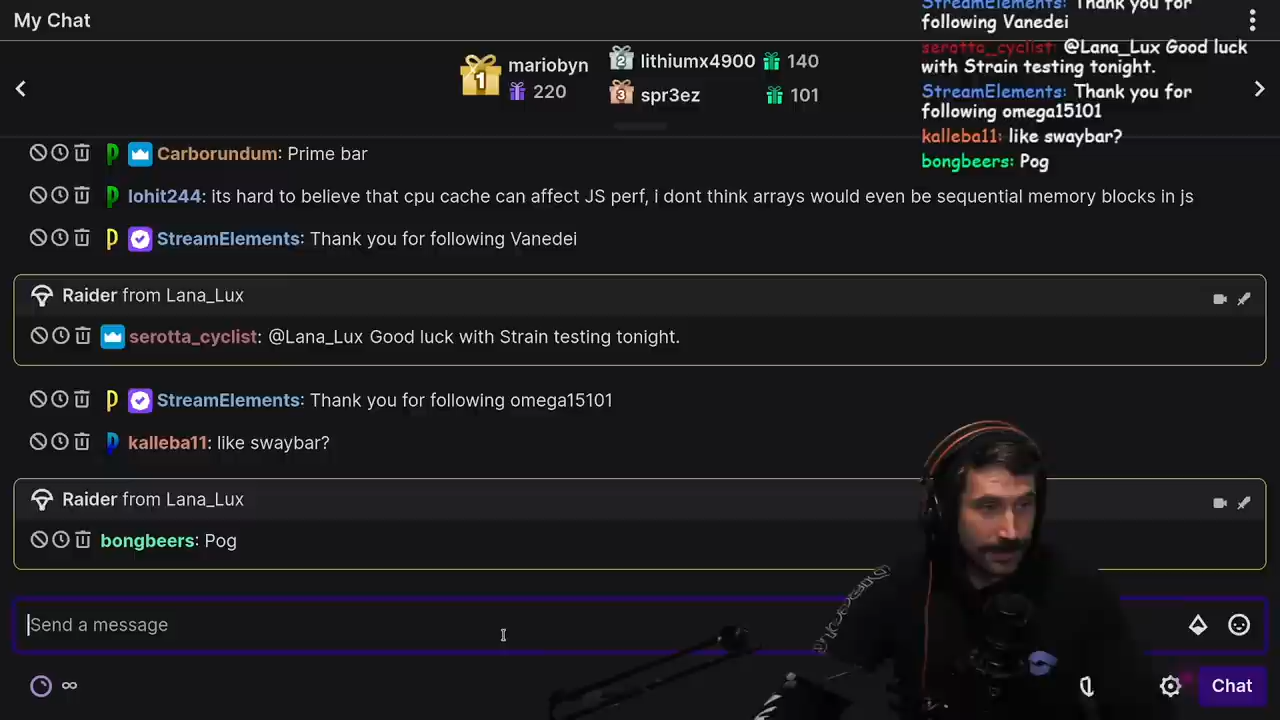 My Chat
StreamElements: Thank you for
following Vanedei
serotta_cyclist: @Lana_Lux Good luck
with Strain testing tonight.
StreamElements: Thank you for
following omega15101
kalleba11: like swaybar?
bongbeers: Pog
1 mariobyn
220
2 lithiumx4900 140
3 spr3ez 101
Carborundum: Prime bar
lohit244: its hard to believe that cpu cache can affect JS perf, i dont think arrays would even be sequential memory blocks in js
StreamElements: Thank you for following Vanedei
Raider from Lana_Lux
serotta_cyclist: @Lana_Lux Good luck with Strain testing tonight.
StreamElements: Thank you for following omega15101
kalleba11: like swaybar?
Raider from Lana_Lux
bongbeers: Pog
Send a message
∞
Chat